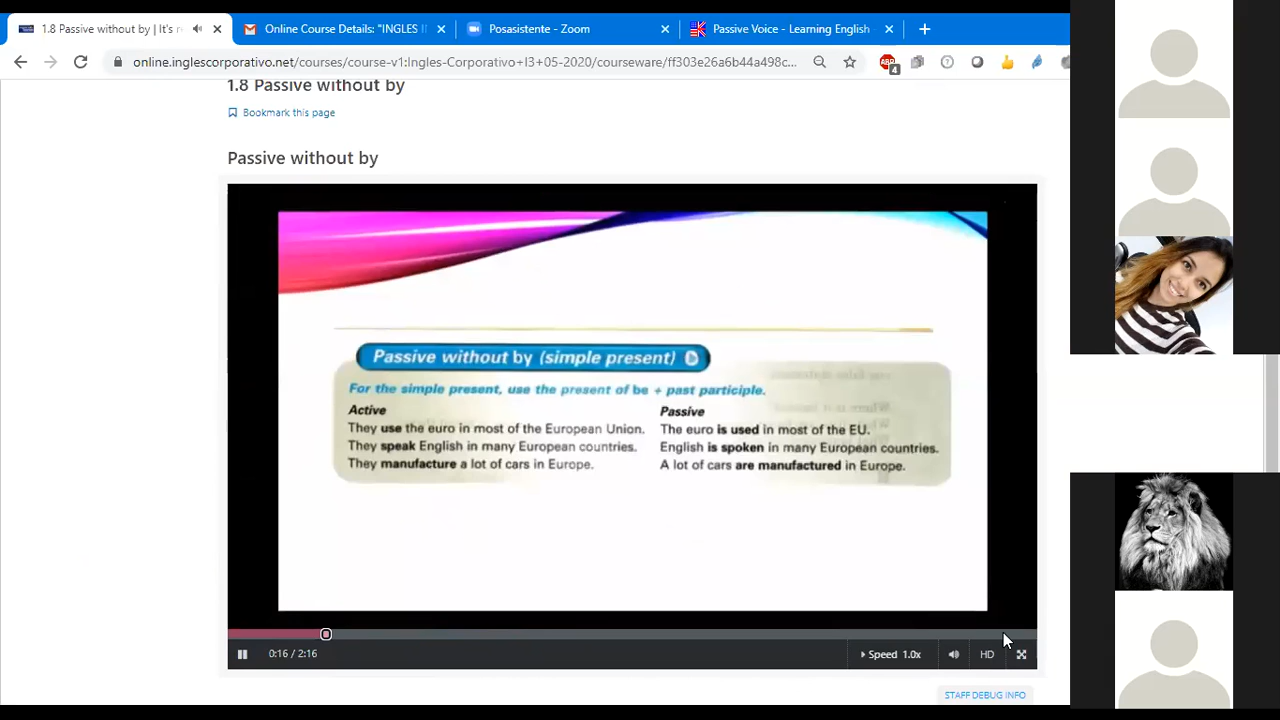 1.8 Passive without by | It's r
Online Course Details: "INGLES I
Posasistente - Zoom
Passive Voice - Learning English
online.inglescorporativo.net/courses/course-v1:Ingles-Corporativo+I3+05-2020/courseware/ff303e26a6b44a498c...
ABP
4
1.8 Passive without by
Bookmark this page
Passive without by
Passive without by (simple present)
For the simple present, use the present of be + past participle.
Active
Passive
They use the euro in most of the European Union.
The euro is used in most of the EU.
They speak English in many European countries.
English is spoken in many European countries.
They manufacture a lot of cars in Europe.
A lot of cars are manufactured in Europe.
0:16 / 2:16
Speed 1.0x
HD
STAFF DEBUG INFO